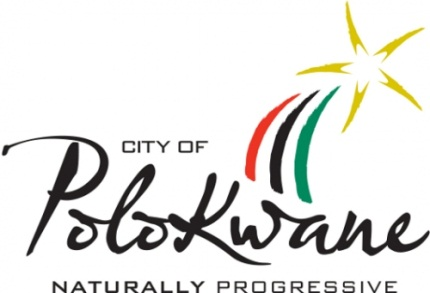 CITY OF
PoloKwane
NATURALLY PROGRESSIVE